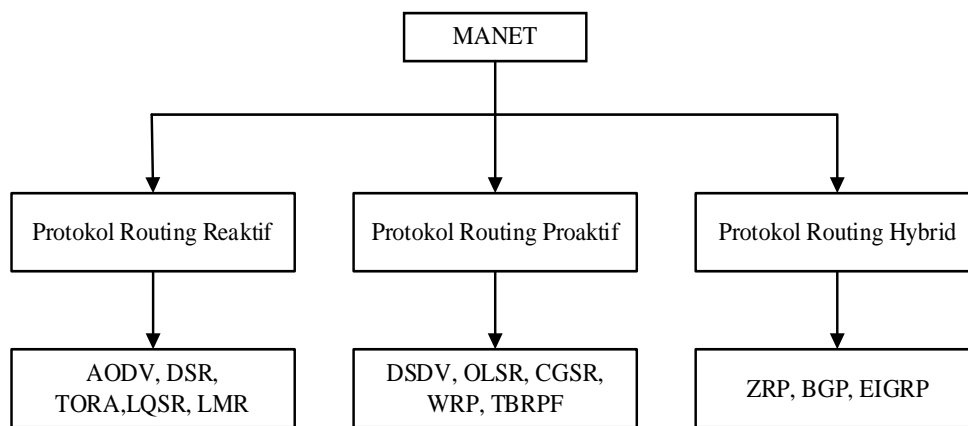 MANET
Protokol Routing Reaktif
Protokol Routing Proaktif
Protokol Routing Hybrid
AODV, DSR,
TORA,LQSR, LMR
DSDV, OLSR, CGSR,
WRP, TBRPF
ZRP, BGP, EIGRP